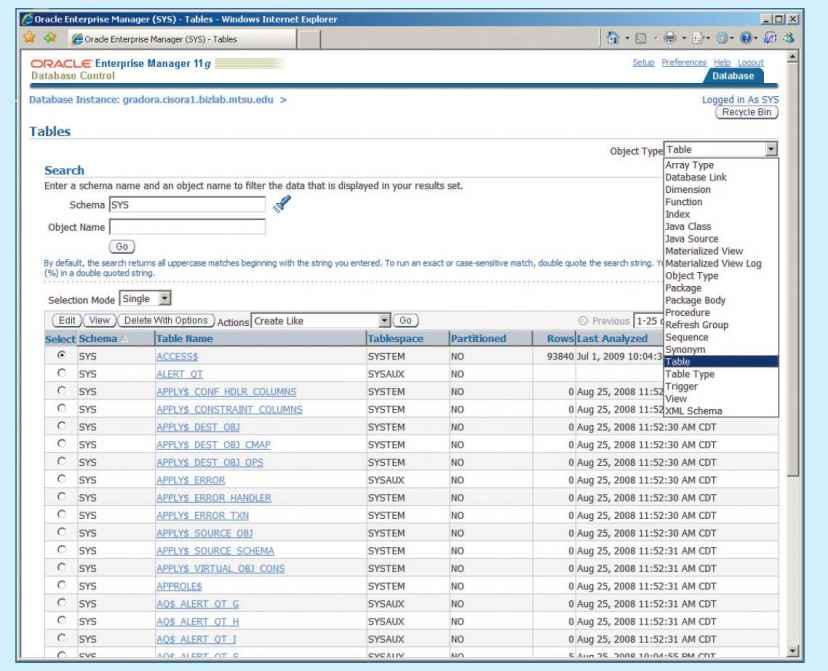 Oracle Enterprise Manager (SYS) - Tables - Windows Internet Explorer
Oracle Enterprise Manager (SYS) - Tables
ORACLE Enterprise Manager 11g
Database Control
Setup Preferences Help Logout
Database
Database Instance: gradora.cisora1.bizlab.mtsu.edu >
Logged in As SYS
Recycle Bin
Tables
Object Type Table
Array Type
Database Link
Dimension
Function
Index
Java Class
Java Source
Materialized View
Materialized View Log
Object Type
Package
Package Body
Procedure
Refresh Group
Sequence
Synonym
Table
Table Type
Trigger
View
XML Schema
Search
Enter a schema name and an object name to filter the data that is displayed in your results set.
Schema SYS
Object Name
Go
By default, the search returns all uppercase matches beginning with the string you entered. To run an exact or case-sensitive match, double quote the search string.
(%) in a double quoted string.
Selection Mode Single
Edit View Delete With Options Actions Create Like Go Previous 1-25
Select Schema Table Name Tablespace Partitioned Rows Last Analyzed
SYS ACCESS$ SYSTEM NO 93840 Jul 1, 2009 10:04:3
SYS ALERT_QT SYSAUX NO
SYS APPLY$_CONF_HDLR_COLUMNS SYSTEM NO 0 Aug 25, 2008 11:52
SYS APPLY$_CONSTRAINT_COLUMNS SYSTEM NO 0 Aug 25, 2008 11:52
SYS APPLY$_DEST_OBJ SYSTEM NO 0 Aug 25, 2008 11:52:30 AM CDT
SYS APPLY$_DEST_OBJ_CMAP SYSTEM NO 0 Aug 25, 2008 11:52:30 AM CDT
SYS APPLY$_DEST_OBJ_OPS SYSTEM NO 0 Aug 25, 2008 11:52:30 AM CDT
SYS APPLY$_ERROR SYSAUX NO 0 Aug 25, 2008 11:52:30 AM CDT
SYS APPLY$_ERROR_HANDLER SYSTEM NO 0 Aug 25, 2008 11:52:30 AM CDT
SYS APPLY$_ERROR_TXN SYSTEM NO 0 Aug 25, 2008 11:52:30 AM CDT
SYS APPLY$_SOURCE_OBJ SYSTEM NO 0 Aug 25, 2008 11:52:30 AM CDT
SYS APPLY$_SOURCE_SCHEMA SYSTEM NO 0 Aug 25, 2008 11:52:31 AM CDT
SYS APPLY$_VIRTUAL_OBJ_CONS SYSTEM NO 0 Aug 25, 2008 11:52:31 AM CDT
SYS APPROLE$ SYSTEM NO 0 Aug 25, 2008 11:52:31 AM CDT
SYS AQ$_ALERT_QT_G SYSAUX NO 0 Aug 25, 2008 11:52:31 AM CDT
SYS AQ$_ALERT_QT_H SYSAUX NO 0 Aug 25, 2008 11:52:31 AM CDT
SYS AQ$_ALERT_QT_I SYSAUX NO 0 Aug 25, 2008 11:52:31 AM CDT
SYS AQ$_ALERT_QT_S SYSAUX NO 5 Aug 25, 2008 10:04:55 PM CDT